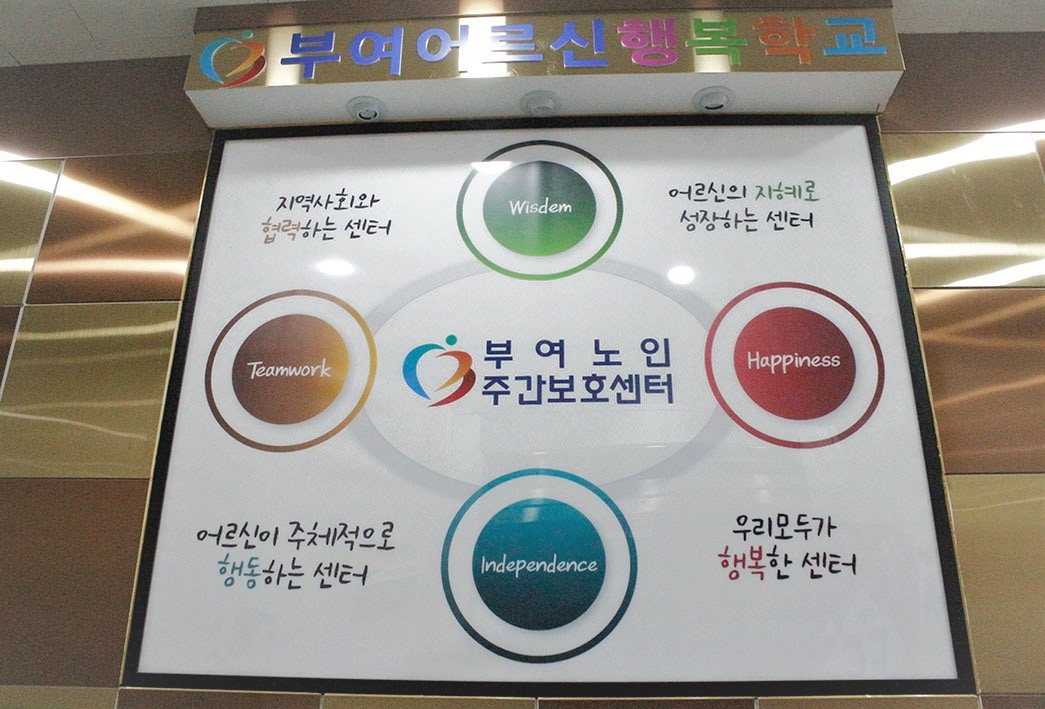 부여어르신행복학교
지역사회와
협력하는 센터
Wisdem
어르신의 지혜로
성장하는 센터
Teamwork
부여노인
주간보호센터
Happiness
어르신이 주체적으로
행동하는 센터
Independence
우리모두가
행복한 센터